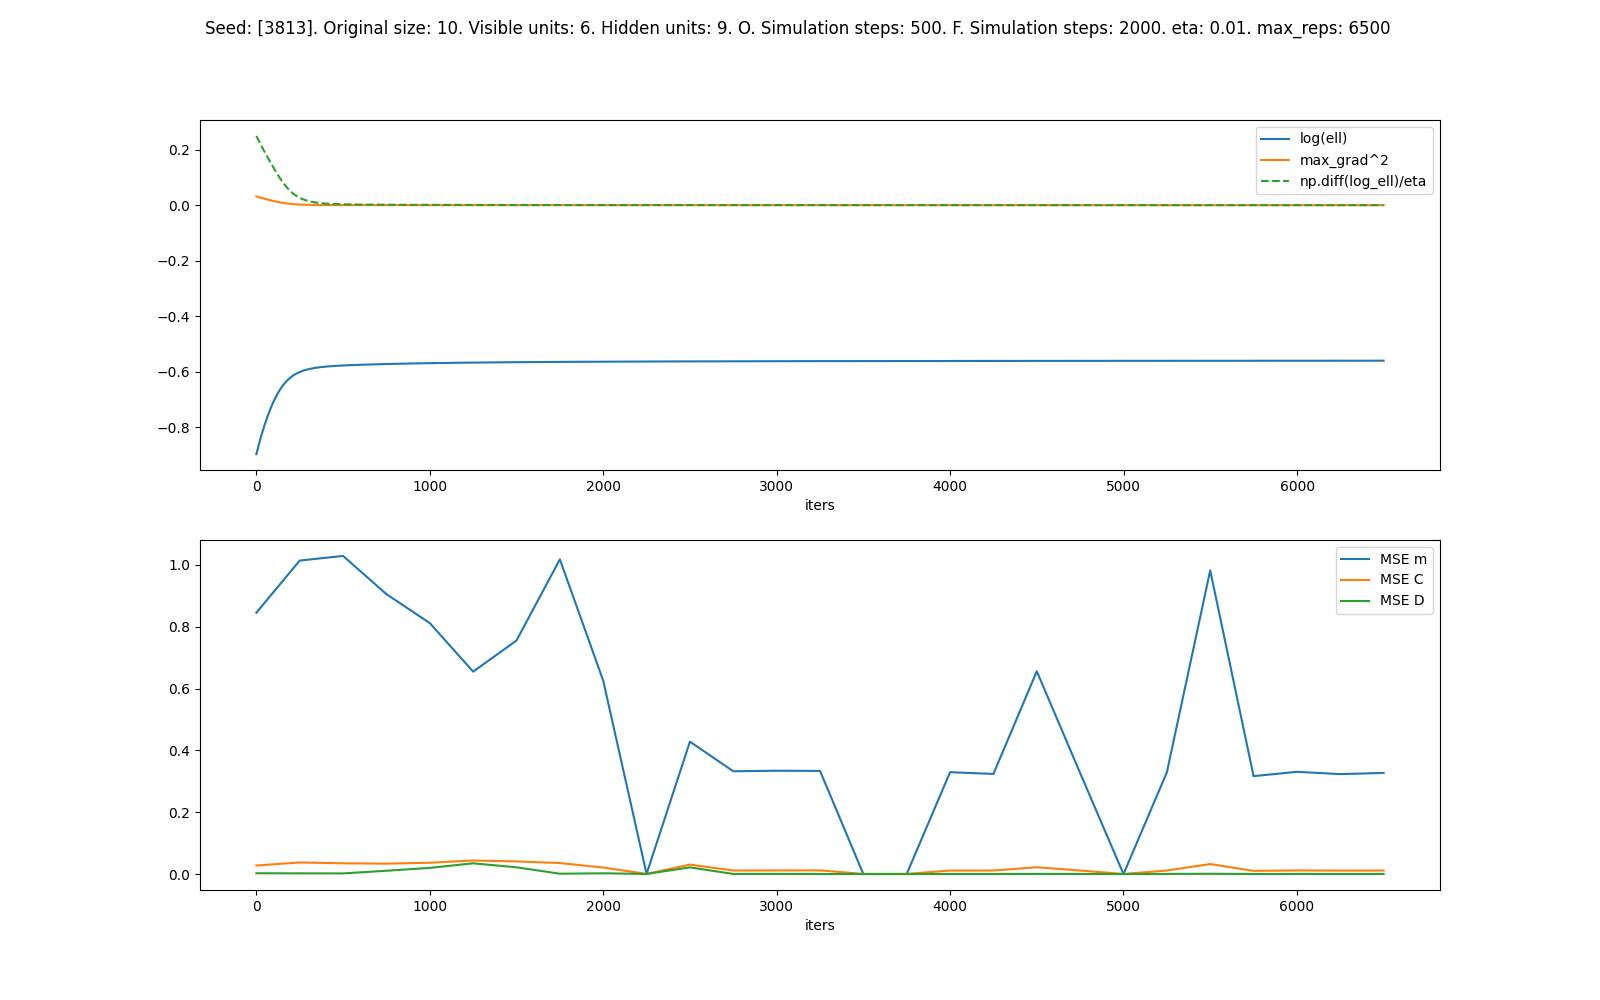 Seed: [3813]. Original size: 10. Visible units: 6. Hidden units: 9. O. Simulation steps: 500. F. Simulation steps: 2000. eta: 0.01. max_reps: 6500
0.2
0.0
−0.2
−0.4
−0.6
−0.8
log(ell)
max_grad^2
np.diff(log_ell)/eta
0 1000 2000 3000 4000 5000 6000
iters
1.0
0.8
0.6
0.4
0.2
0.0
MSE m
MSE C
MSE D
0 1000 2000 3000 4000 5000 6000
iters